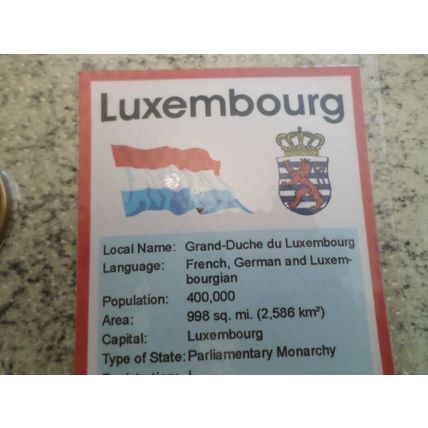 Luxembourg
Local Name: Grand-Duche du Luxembourg
Language: French, German and Luxem-
bourgian
Population: 400,000
Area: 998 sq. mi. (2,586 km²)
Capital: Luxembourg
Type of State: Parliamentary Monarchy